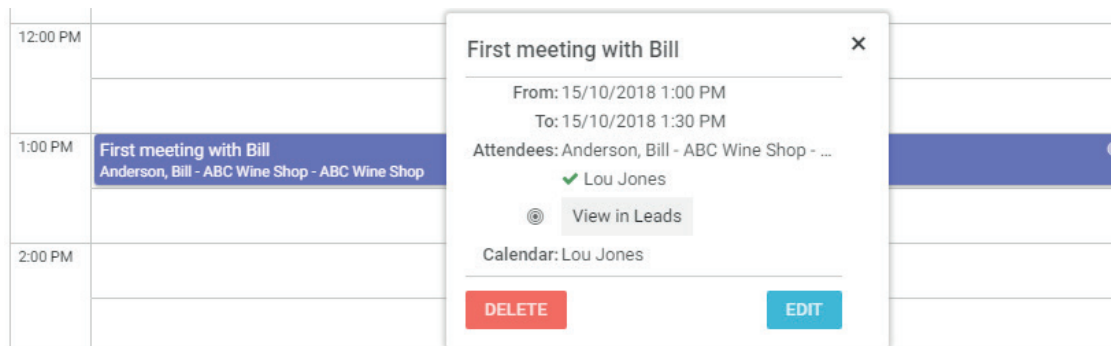 12:00 PM
1:00 PM
2:00 PM
First meeting with Bill
Anderson, Bill - ABC Wine Shop - ABC Wine Shop
First meeting with Bill
×
From: 15/10/2018 1:00 PM
To: 15/10/2018 1:30 PM
Attendees: Anderson, Bill - ABC Wine Shop - ...
Lou Jones
View in Leads
Calendar: Lou Jones
DELETE
EDIT